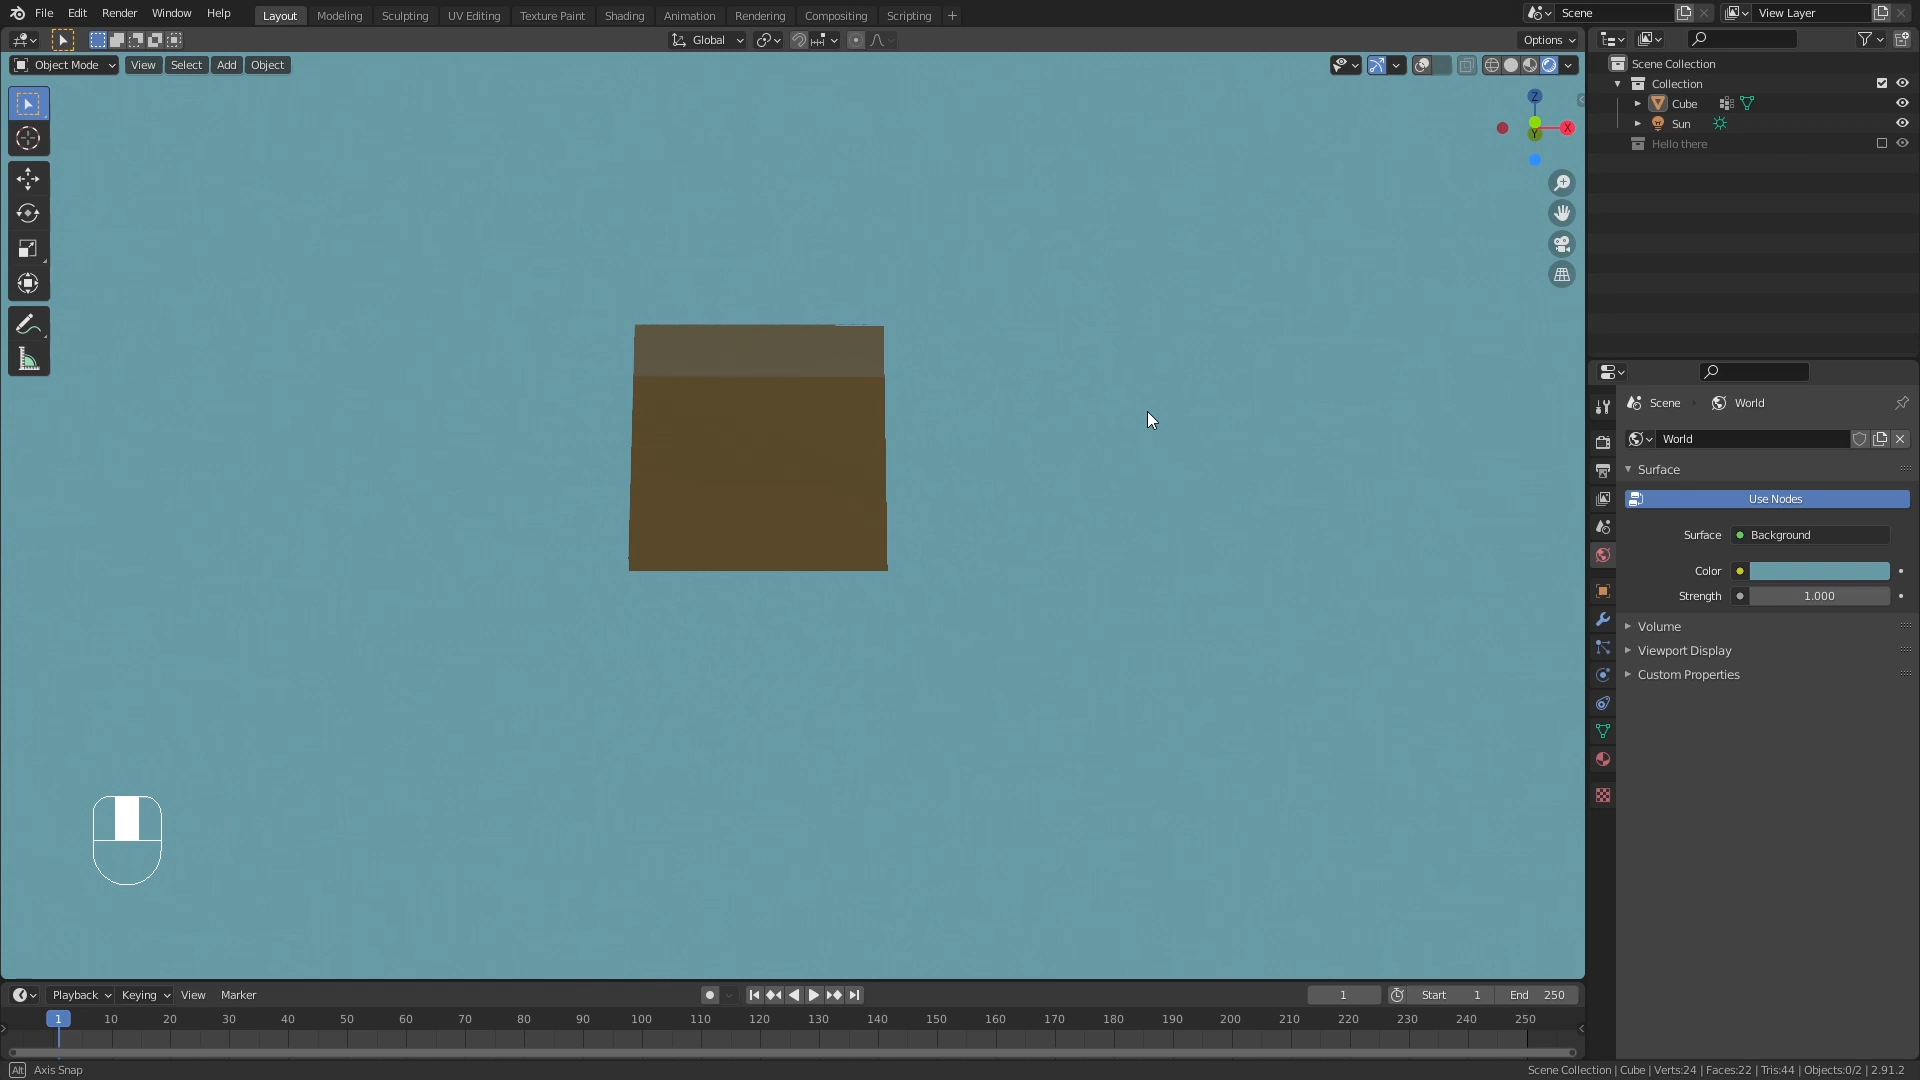 File Edit Render Window Help Layout Modeling Sculpting UV Editing Texture Paint Shading Animation Rendering Compositing Scripting + Scene View Layer
Global Options
Object Mode View Select Add Object
Z
Y X
Scene Collection
Collection
Cube
Sun
Hello there
Scene World
World
Surface
Use Nodes
Surface Background
Color
Strength 1.000
Volume
Viewport Display
Custom Properties
Playback Keying View Marker 1 Start 1 End 250
1 10 20 30 40 50 60 70 80 90 100 110 120 130 140 150 160 170 180 190 200 210 220 230 240 250
Alt Axis Snap Scene Collection | Cube | Verts:24 | Faces:22 | Tris:44 | Objects:0/2 | 2.91.2